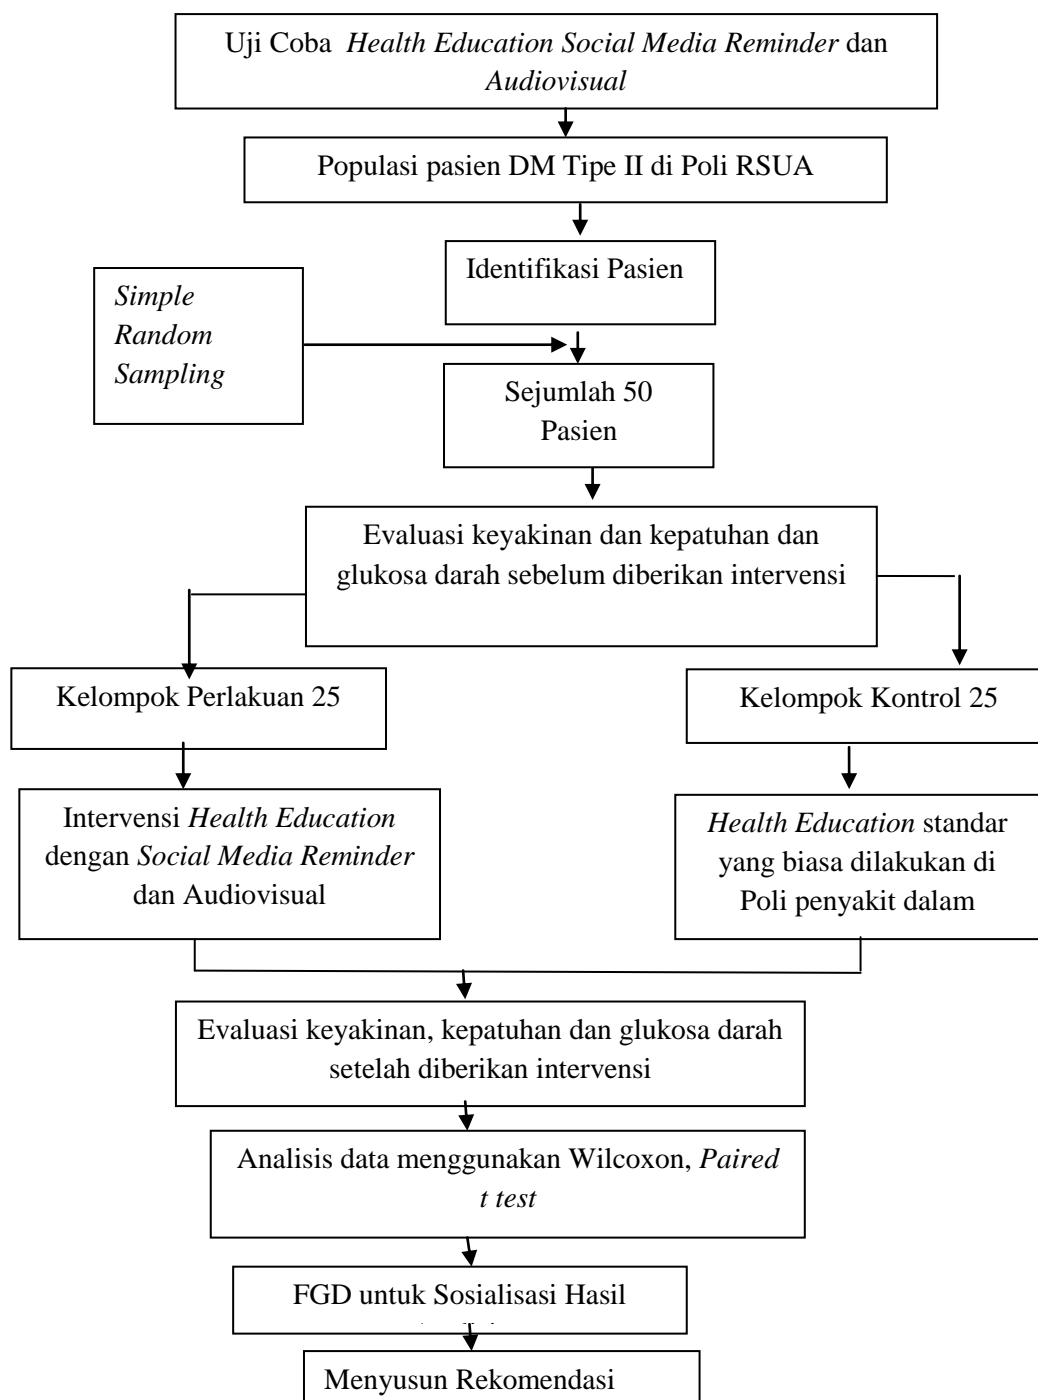 Uji Coba Health Education Social Media Reminder dan
Audiovisual
Populasi pasien DM Tipe II di Poli RSUA
Identifikasi Pasien
Simple
Random
Sampling
Sejumlah 50
Pasien
Evaluasi keyakinan dan kepatuhan dan
glukosa darah sebelum diberikan intervensi
Kelompok Perlakuan 25
Kelompok Kontrol 25
Intervensi Health Education
dengan Social Media Reminder
dan Audiovisual
Health Education standar
yang biasa dilakukan di
Poli penyakit dalam
Evaluasi keyakinan, kepatuhan dan glukosa darah
setelah diberikan intervensi
Analisis data menggunakan Wilcoxon, Paired
t test
FGD untuk Sosialisasi Hasil
Menyusun Rekomendasi